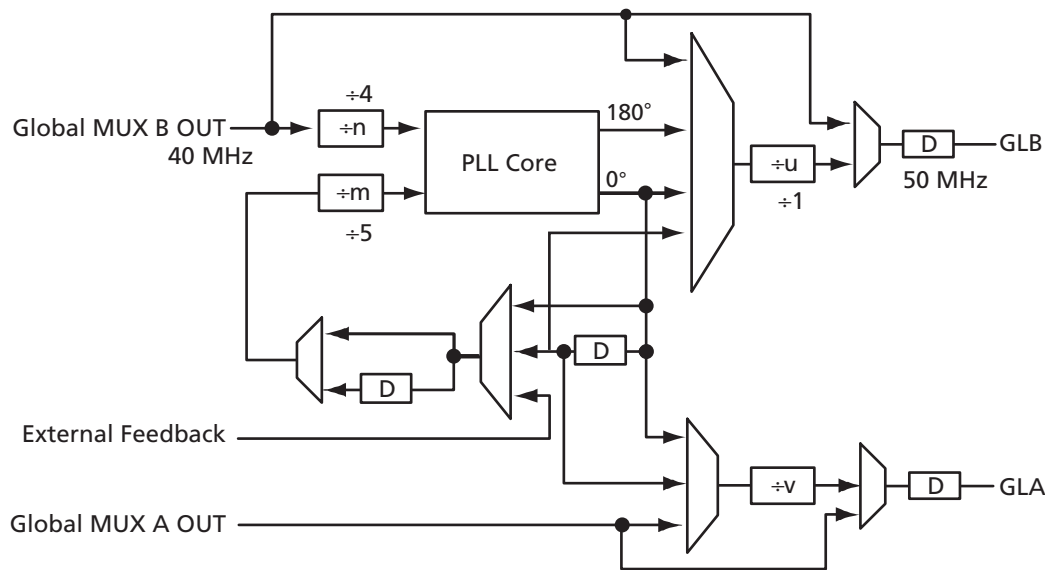 ÷4
Global MUX B OUT
÷n
180°
40 MHz
PLL Core
÷u
D
GLB
÷m
0°
÷1
50 MHz
÷5
D
D
External Feedback
÷v
D
GLA
Global MUX A OUT